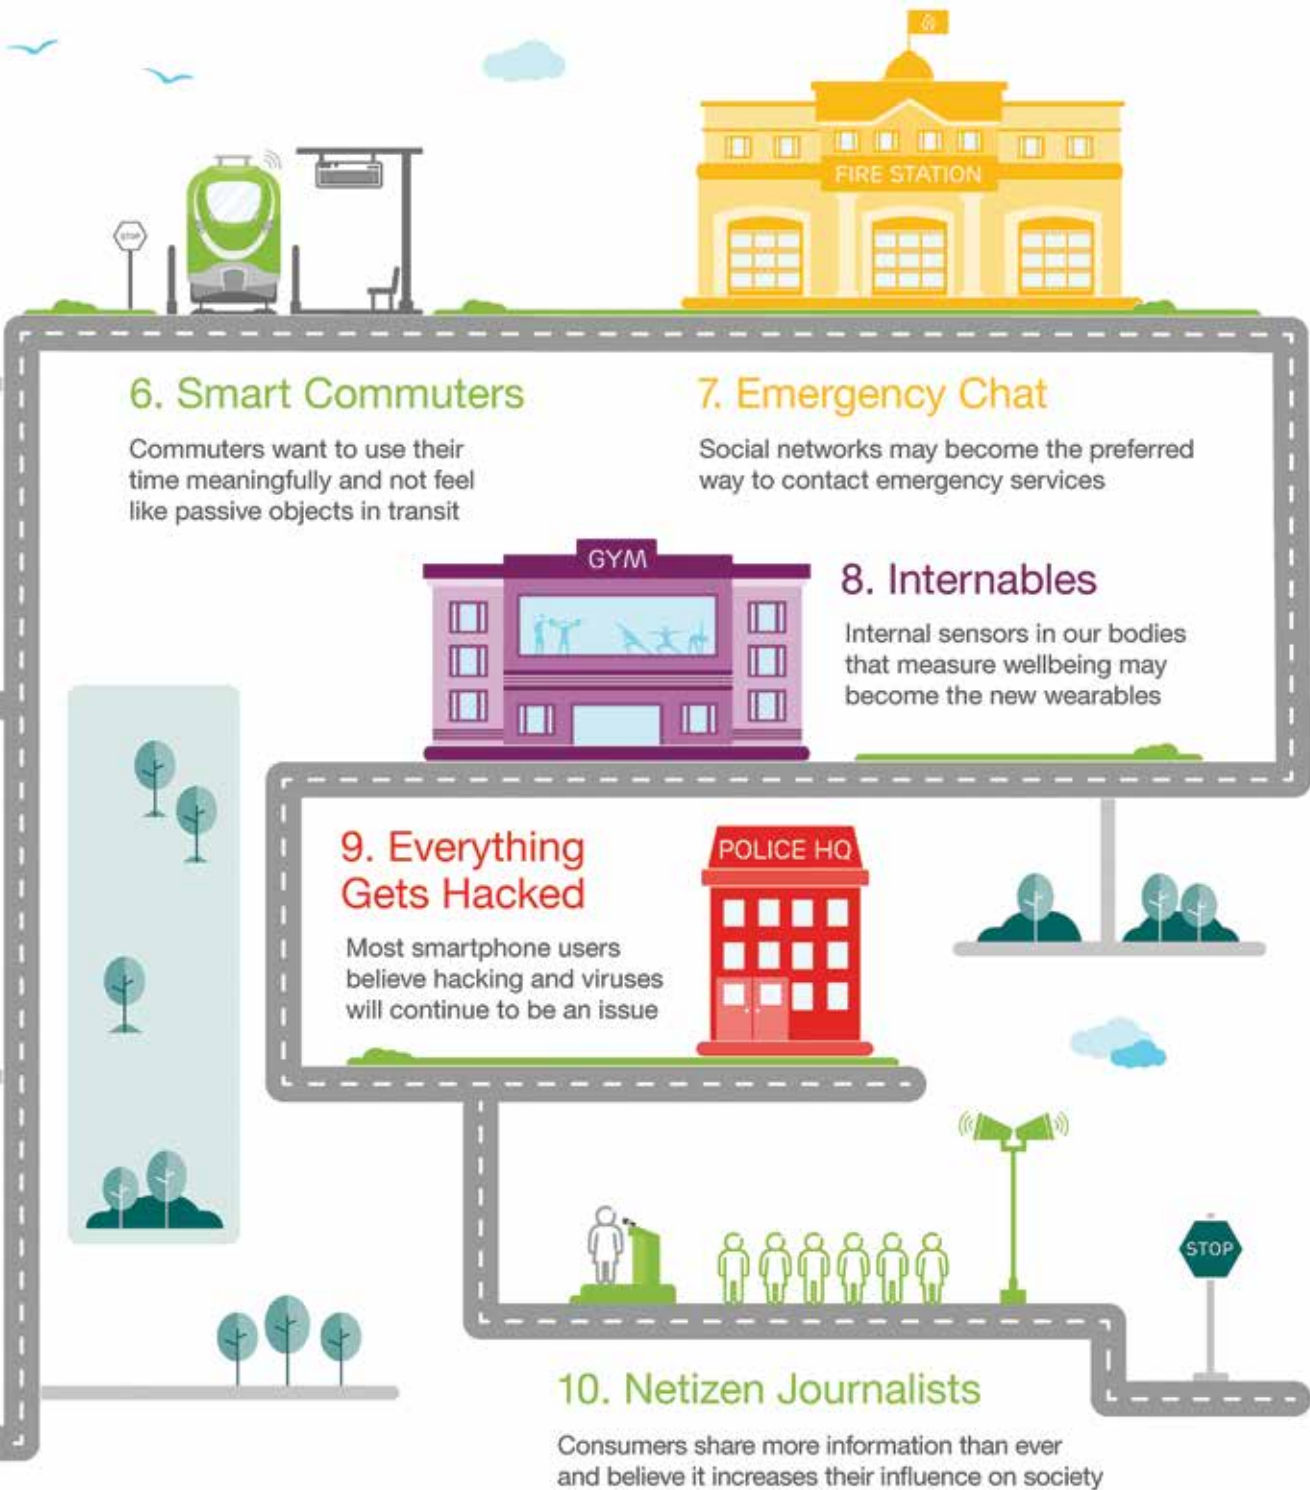 FIRE STATION
STOP
6. Smart Commuters
Commuters want to use their
time meaningfully and not feel
like passive objects in transit
7. Emergency Chat
Social networks may become the preferred
way to contact emergency services
GYM
8. Internables
Internal sensors in our bodies
that measure wellbeing may
become the new wearables
9. Everything
Gets Hacked
Most smartphone users
believe hacking and viruses
will continue to be an issue
POLICE HQ
STOP
10. Netizen Journalists
Consumers share more information than ever
and believe it increases their influence on society